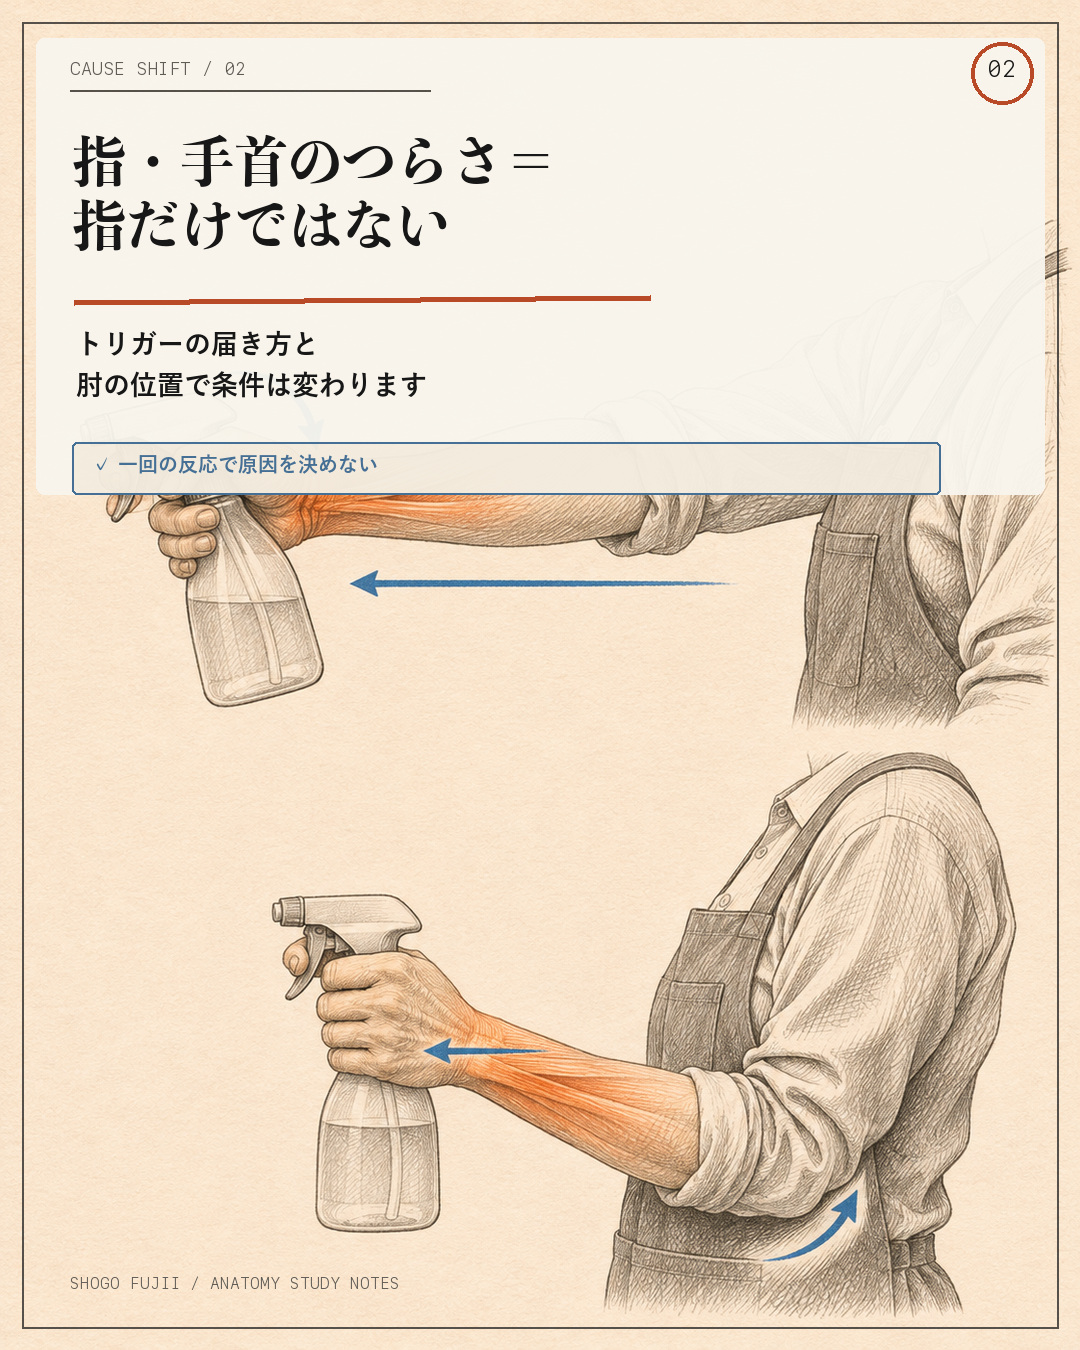 CAUSE SHIFT / 02
02
指・手首のつらさ＝
指だけではない
トリガーの届き方と
肘の位置で条件は変わります
✓ 一回の反応で原因を決めない
SHOGO FUJII / ANATOMY STUDY NOTES